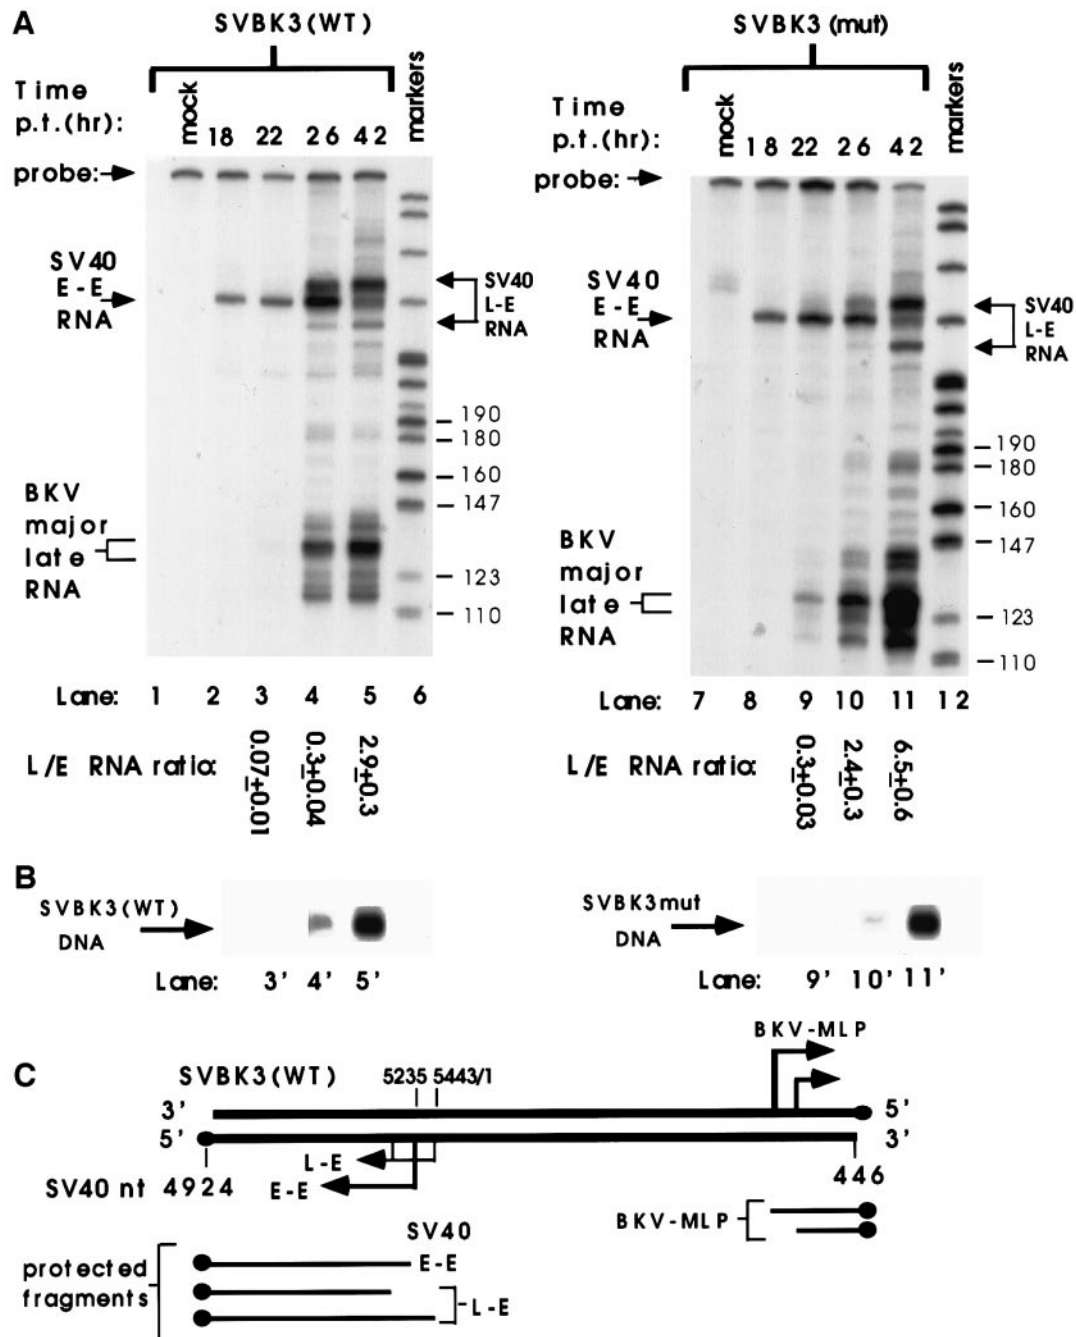 A
SVBK3(WT)
Time
p.t.(hr):
mock
18 22 26 42
markers
probe:
SV40
E-E
RNA
SV40
L-E
RNA
190
180
160
147
123
110
BKV
major
late
RNA
Lane: 1 2 3 4 5 6
L/E RNA ratio:
0.07±0.01
0.3±0.04
2.9±0.3
SVBK3(mut)
Time
p.t.(hr):
mock
18 22 26 42
markers
probe:
SV40
E-E
RNA
SV40
L-E
RNA
190
180
160
147
123
110
BKV
major
late
RNA
Lane: 7 8 9 10 11 12
L/E RNA ratio:
0.3±0.03
2.4±0.3
6.5±0.6
B
SVBK3(WT)
DNA
Lane: 3’ 4’ 5’
SVBK3mut
DNA
Lane: 9’ 10’ 11’
C
SVBK3(WT)
5235 5443/1
BKV-MLP
3’ 5’
5’ 3’
L-E
E-E
SV40 nt 4924
446
BKV-MLP
SV40
E-E
L-E
protected
fragments